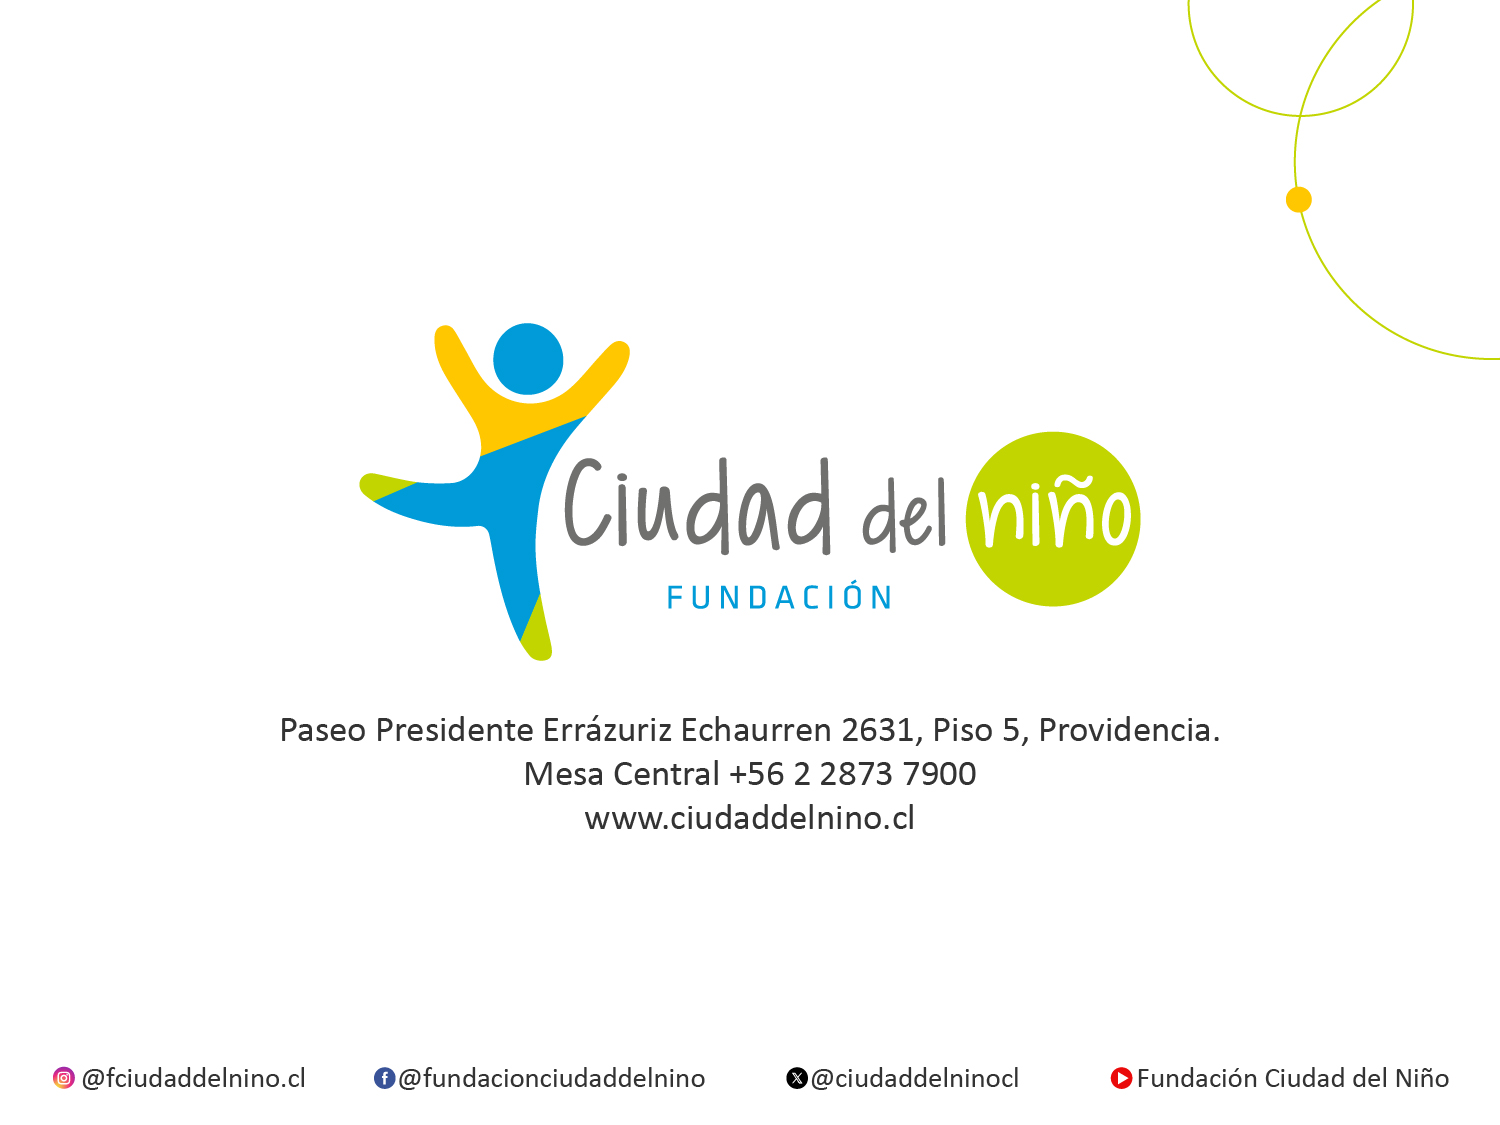 Ciudad del niño
FUNDACIÓN
Paseo Presidente Errázuriz Echaurren 2631, Piso 5, Providencia.
Mesa Central +56 2 2873 7900
www.ciudaddelnino.cl
@fciudaddelnino.cl
@fundacionciudaddelnino
@ciudaddelninocl
Fundación Ciudad del Niño